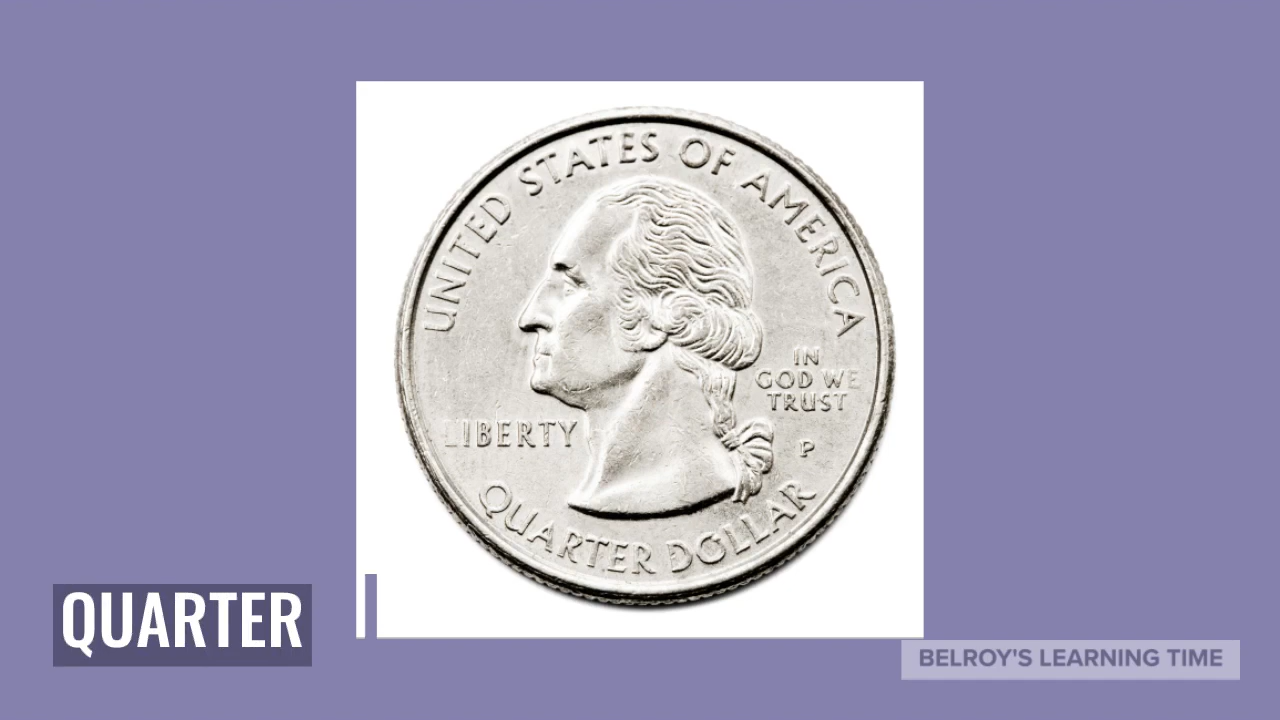 UNITED STATES OF AMERICA
IN
GOD WE
TRUST
LIBERTY
P
QUARTER DOLLAR
QUARTER
BELROY'S LEARNING TIME